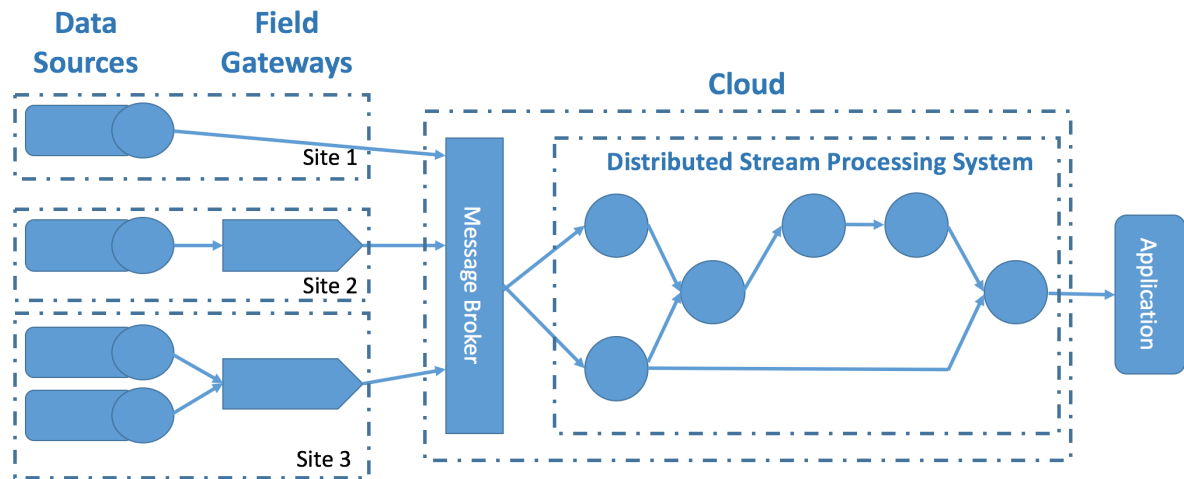 Data
Sources
Field
Gateways
Cloud
Site 1
Distributed Stream Processing System
Message Broker
Site 2
Application
Site 3